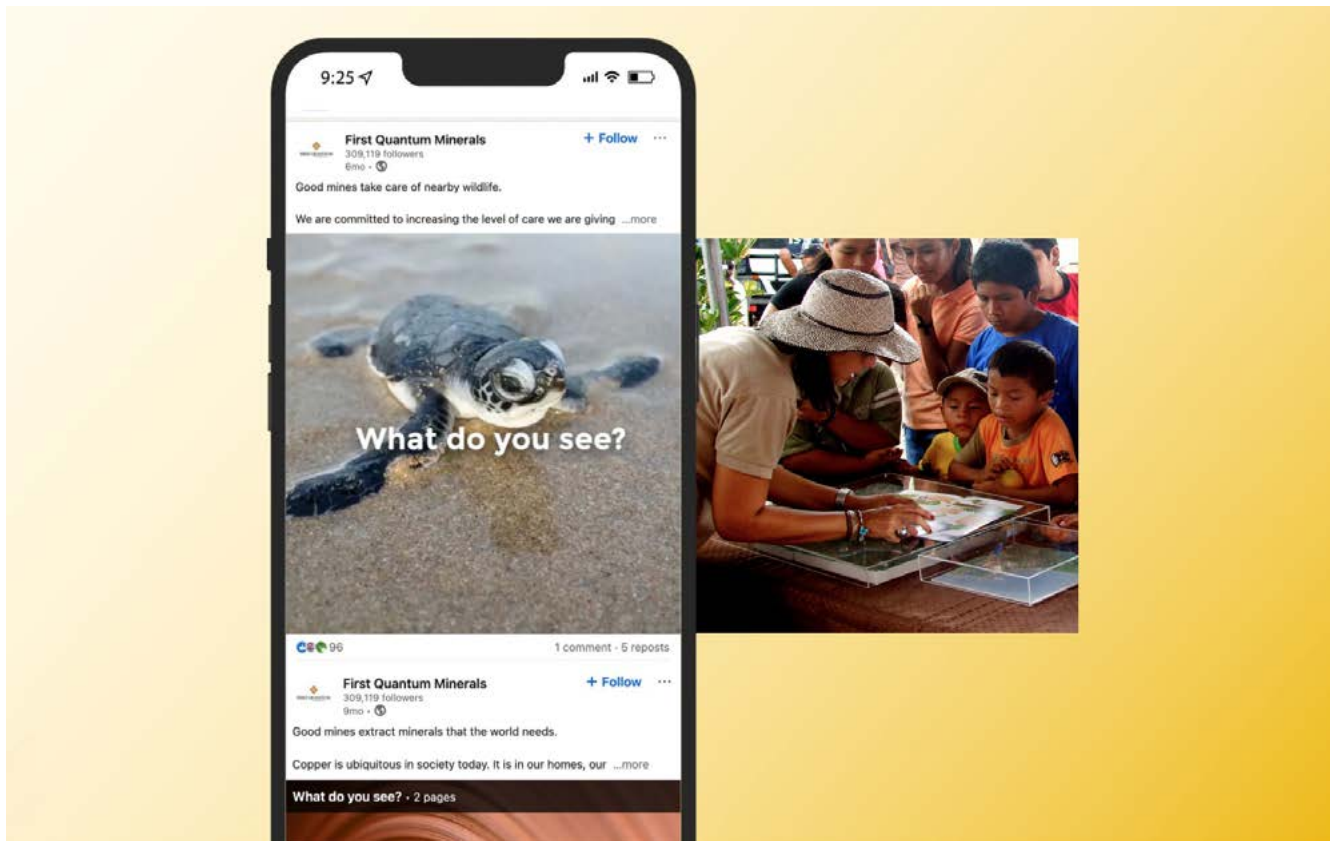 9:25
First Quantum Minerals
+ Follow ...
309,119 followers
6mo •
Good mines take care of nearby wildlife.
We are committed to increasing the level of care we are giving ...more
What do you see?
96
1 comment · 5 reposts
First Quantum Minerals
+ Follow ...
309,119 followers
9mo •
Good mines extract minerals that the world needs.
Copper is ubiquitous in society today. It is in our homes, our ...more
What do you see? • 2 pages